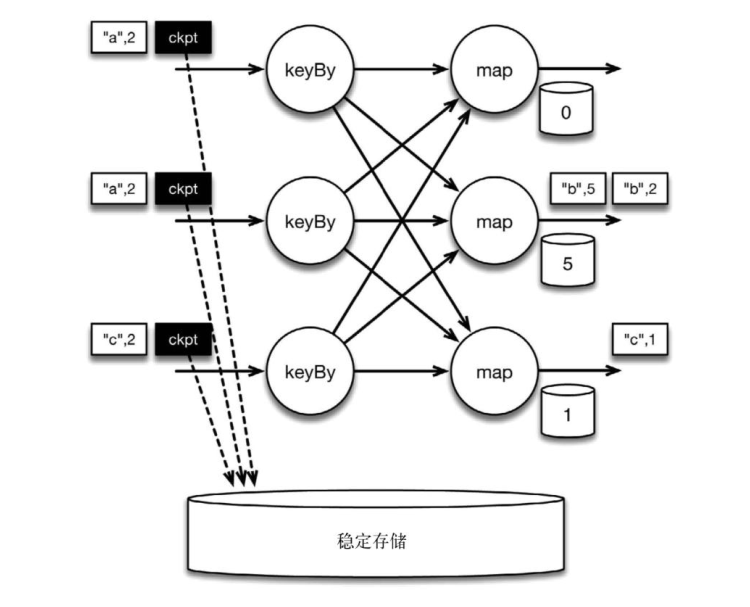 "a",2 ckpt
keyBy map
0
"a",2 ckpt "b",5 "b",2
keyBy map
5
"c",2 ckpt "c",1
keyBy map
1
稳定存储